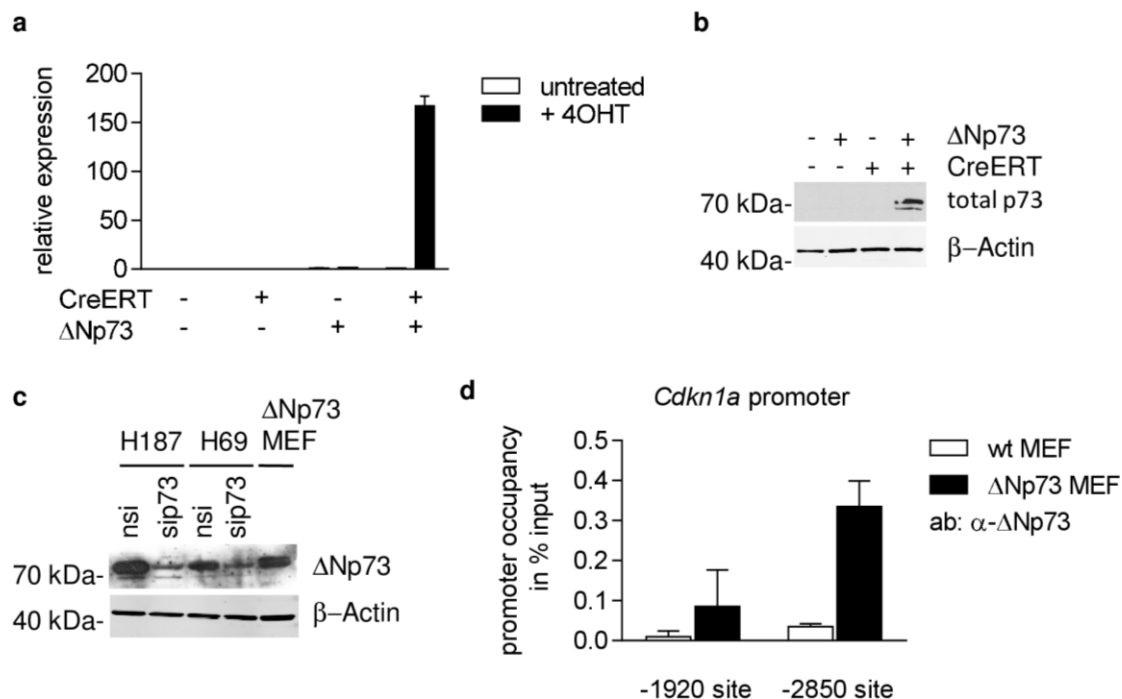 a
200
150
100
50
0
relative expression
untreated
+ 4OHT
CreERT - + - +
ΔNp73 - - + +
b
- + - + ΔNp73
- - + + CreERT
70 kDa- total p73
40 kDa- β–Actin
c
ΔNp73
H187 H69 MEF
nsi sip73 nsi sip73
70 kDa- ΔNp73
40 kDa- β–Actin
d
Cdkn1a promoter
promoter occupancy
in % input
0.5
0.4
0.3
0.2
0.1
0.0
-1920 site -2850 site
wt MEF
ΔNp73 MEF
ab: α-ΔNp73